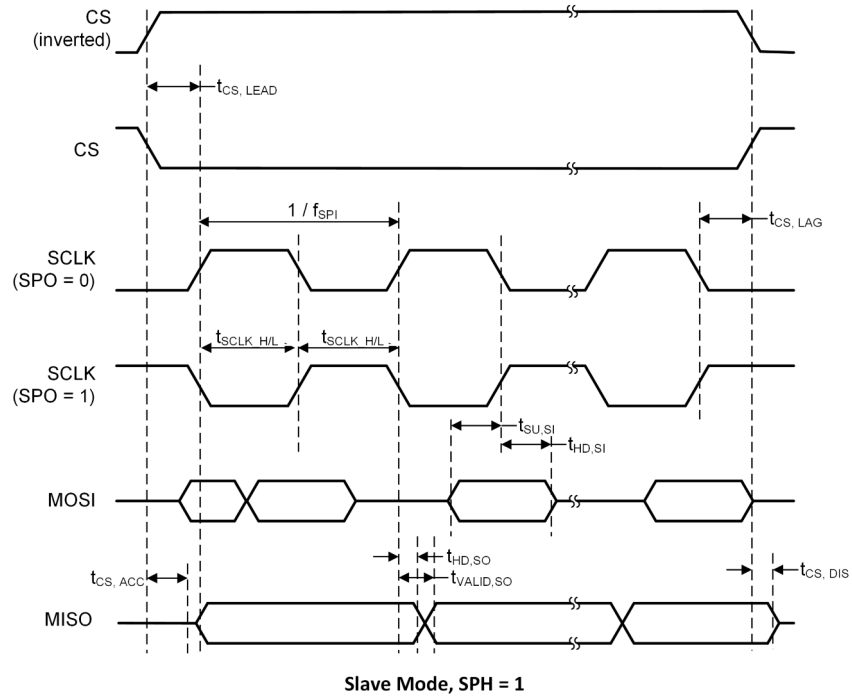 CS
(inverted)
tCS, LEAD
CS
1 / fSPI
tCS, LAG
SCLK
(SPO = 0)
tSCLK_H/L tSCLK_H/L
SCLK
(SPO = 1)
tSU,SI
tHD,SI
MOSI
tHD,SO
tCS, ACC
tVALID,SO
tCS, DIS
MISO
Slave Mode, SPH = 1